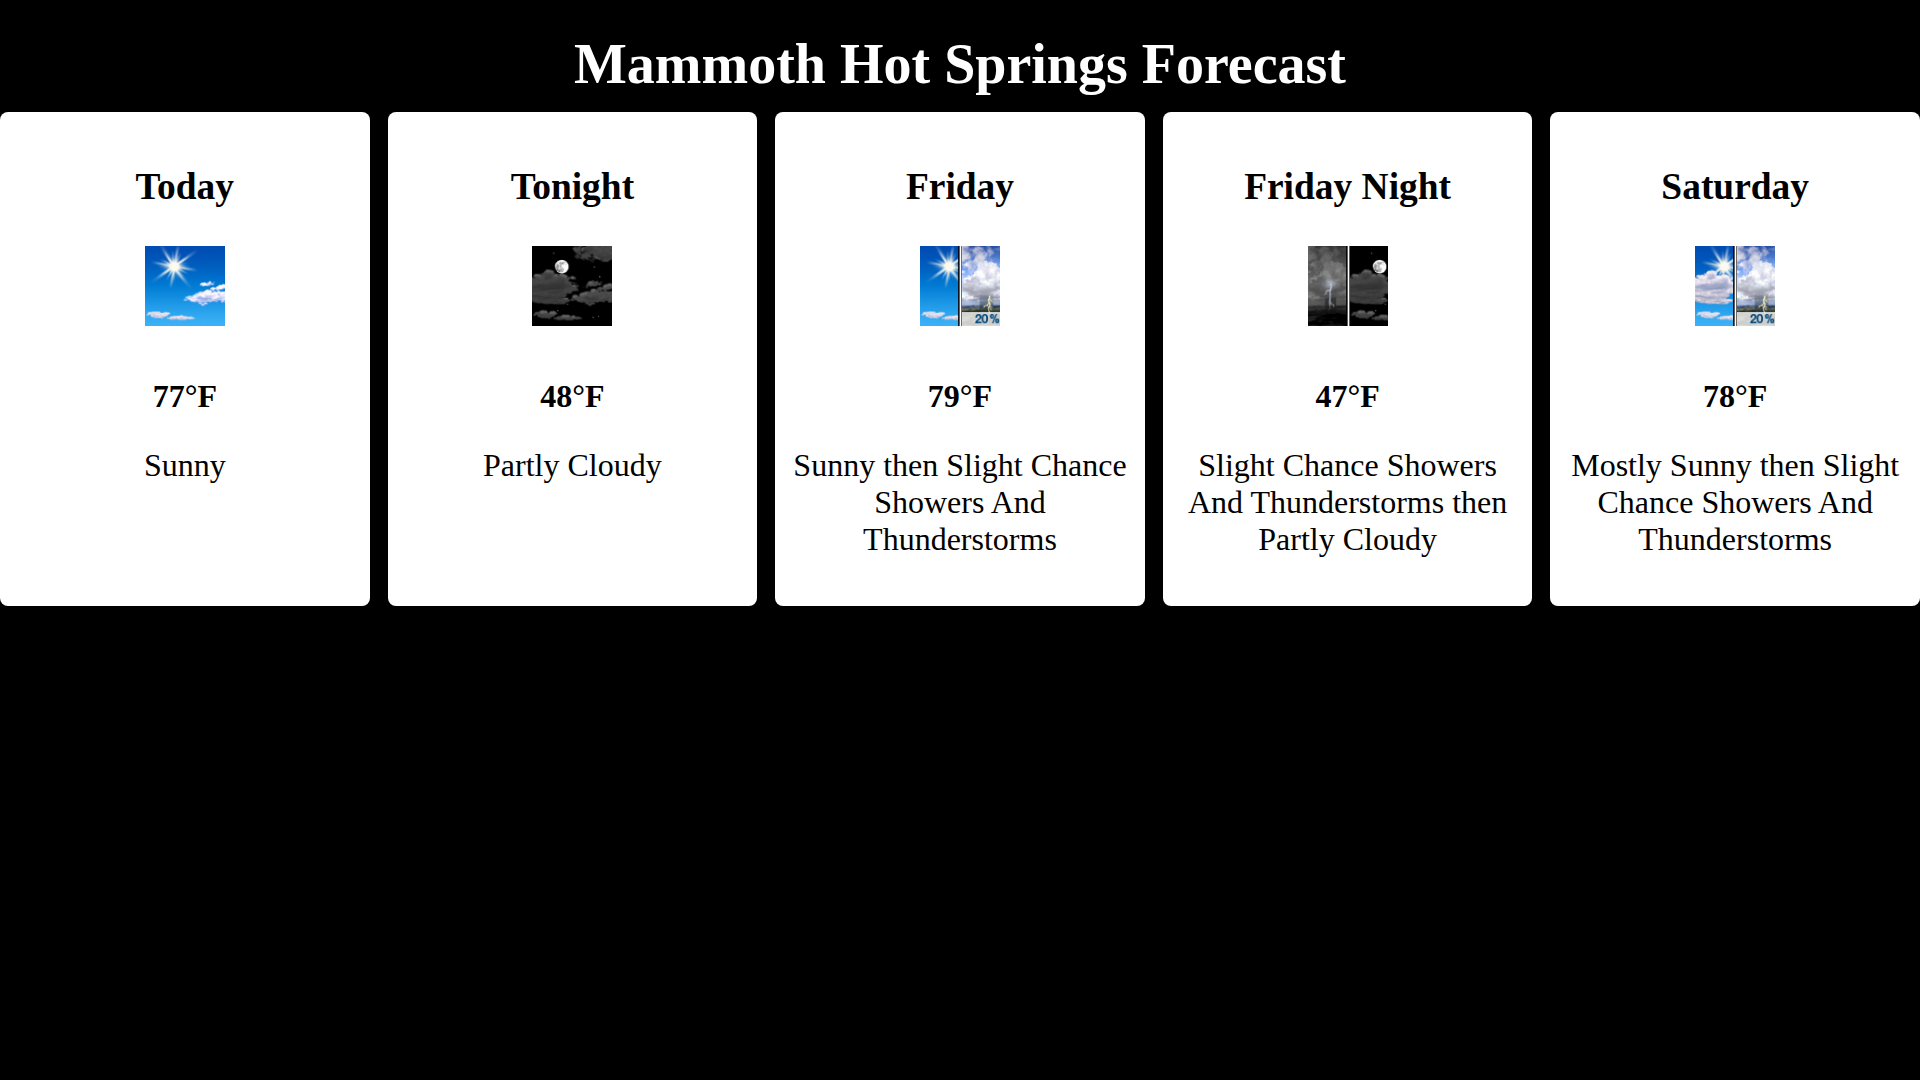 Mammoth Hot Springs Forecast
Today
77°F
Sunny
Tonight
48°F
Partly Cloudy
Friday
20%
79°F
Sunny then Slight Chance
Showers And
Thunderstorms
Friday Night
47°F
Slight Chance Showers
And Thunderstorms then
Partly Cloudy
Saturday
20%
78°F
Mostly Sunny then Slight
Chance Showers And
Thunderstorms